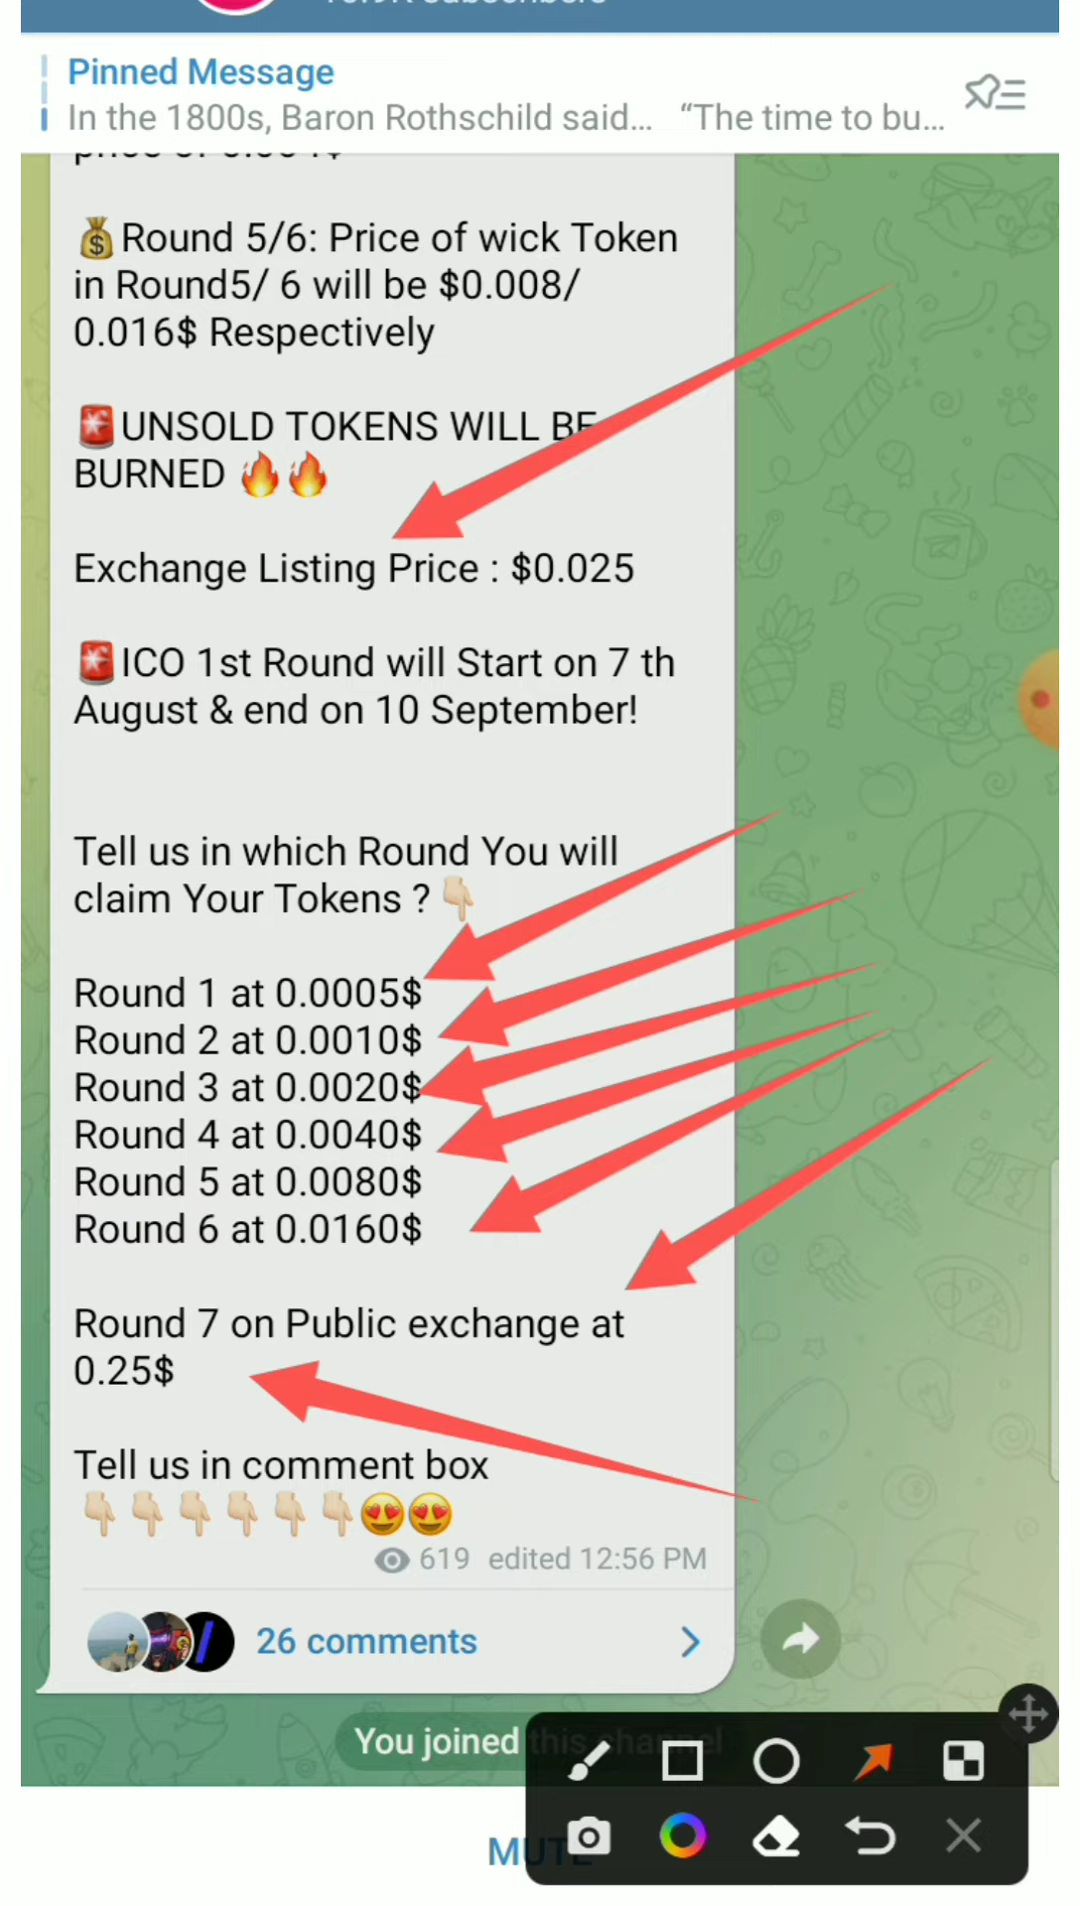 Pinned Message
In the 1800s, Baron Rothschild said... “The time to bu...
💰Round 5/6: Price of wick Token
in Round5/ 6 will be $0.008/
0.016$ Respectively
🚨UNSOLD TOKENS WILL BE
BURNED 🔥🔥
Exchange Listing Price : $0.025
🚨ICO 1st Round will Start on 7 th
August & end on 10 September!
Tell us in which Round You will
claim Your Tokens ? 👇🏻
Round 1 at 0.0005$
Round 2 at 0.0010$
Round 3 at 0.0020$
Round 4 at 0.0040$
Round 5 at 0.0080$
Round 6 at 0.0160$
Round 7 on Public exchange at
0.25$
Tell us in comment box
👇🏻👇🏻👇🏻👇🏻👇🏻👇🏻😍😍
619 edited 12:56 PM
26 comments
You joined this channel
MUTE